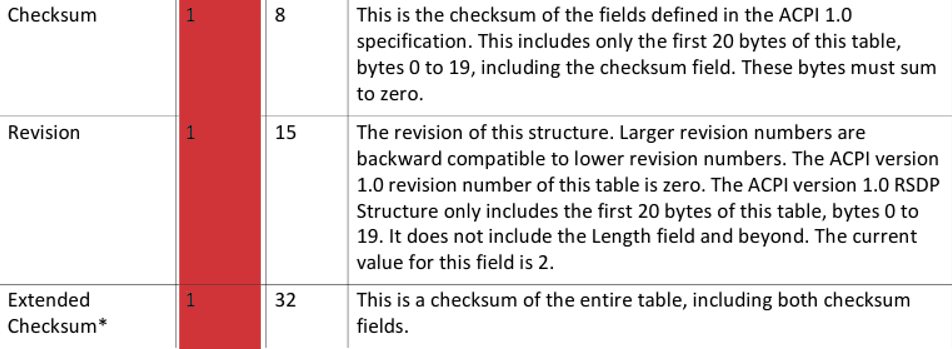 Checksum 1 8 This is the checksum of the fields defined in the ACPI 1.0
specification. This includes only the first 20 bytes of this table,
bytes 0 to 19, including the checksum field. These bytes must sum
to zero.
Revision 1 15 The revision of this structure. Larger revision numbers are
backward compatible to lower revision numbers. The ACPI version
1.0 revision number of this table is zero. The ACPI version 1.0 RSDP
Structure only includes the first 20 bytes of this table, bytes 0 to
19. It does not include the Length field and beyond. The current
value for this field is 2.
Extended 1 32 This is a checksum of the entire table, including both checksum
Checksum* fields.